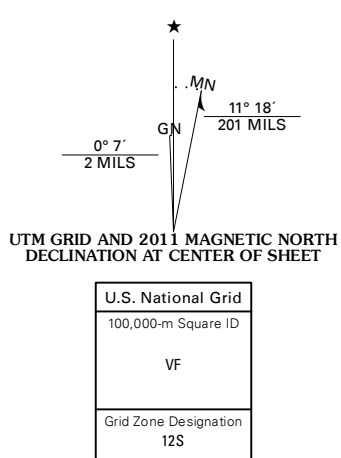 ★
MN
GN
11° 18´
201 MILS
0° 7´
2 MILS
UTM GRID AND 2011 MAGNETIC NORTH
DECLINATION AT CENTER OF SHEET
U.S. National Grid
100,000-m Square ID
VF
Grid Zone Designation
12S